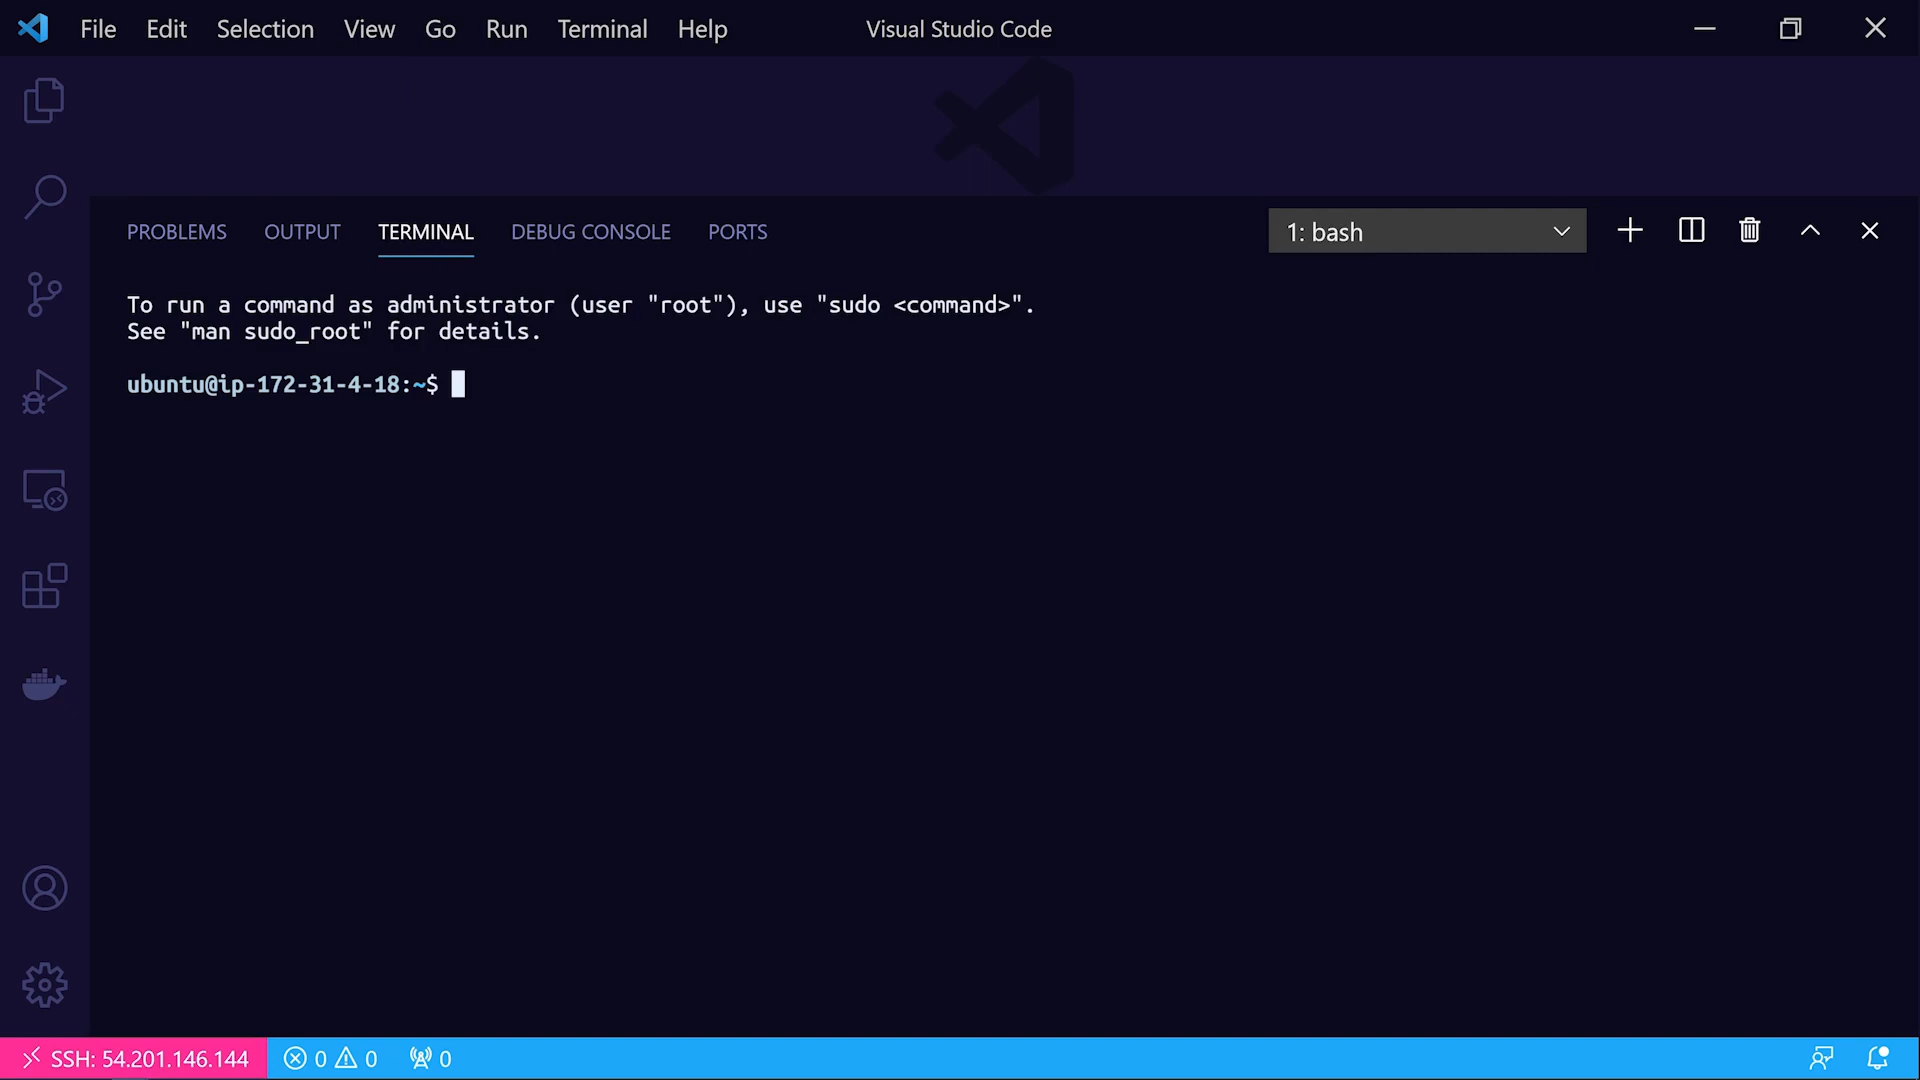 File Edit Selection View Go Run Terminal Help Visual Studio Code
PROBLEMS OUTPUT TERMINAL DEBUG CONSOLE PORTS 1: bash
To run a command as administrator (user "root"), use "sudo <command>".
See "man sudo_root" for details.
ubuntu@ip-172-31-4-18:~$
SSH: 54.201.146.144 0 0 0